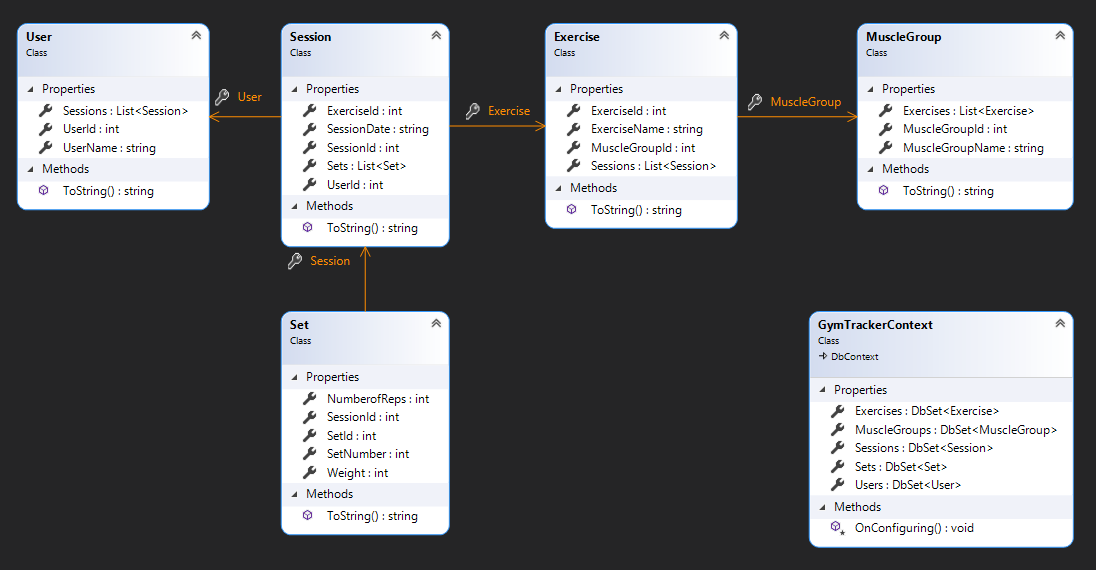 User
Class
Properties
Sessions : List<Session>
UserId : int
UserName : string
Methods
ToString() : string
User
Session
Class
Properties
ExerciseId : int
SessionDate : string
SessionId : int
Sets : List<Set>
UserId : int
Methods
ToString() : string
Exercise
Exercise
Class
Properties
ExerciseId : int
ExerciseName : string
MuscleGroupId : int
Sessions : List<Session>
Methods
ToString() : string
MuscleGroup
MuscleGroup
Class
Properties
Exercises : List<Exercise>
MuscleGroupId : int
MuscleGroupName : string
Methods
ToString() : string
Session
Set
Class
Properties
NumberofReps : int
SessionId : int
SetId : int
SetNumber : int
Weight : int
Methods
ToString() : string
GymTrackerContext
Class
DbContext
Properties
Exercises : DbSet<Exercise>
MuscleGroups : DbSet<MuscleGroup>
Sessions : DbSet<Session>
Sets : DbSet<Set>
Users : DbSet<User>
Methods
OnConfiguring() : void